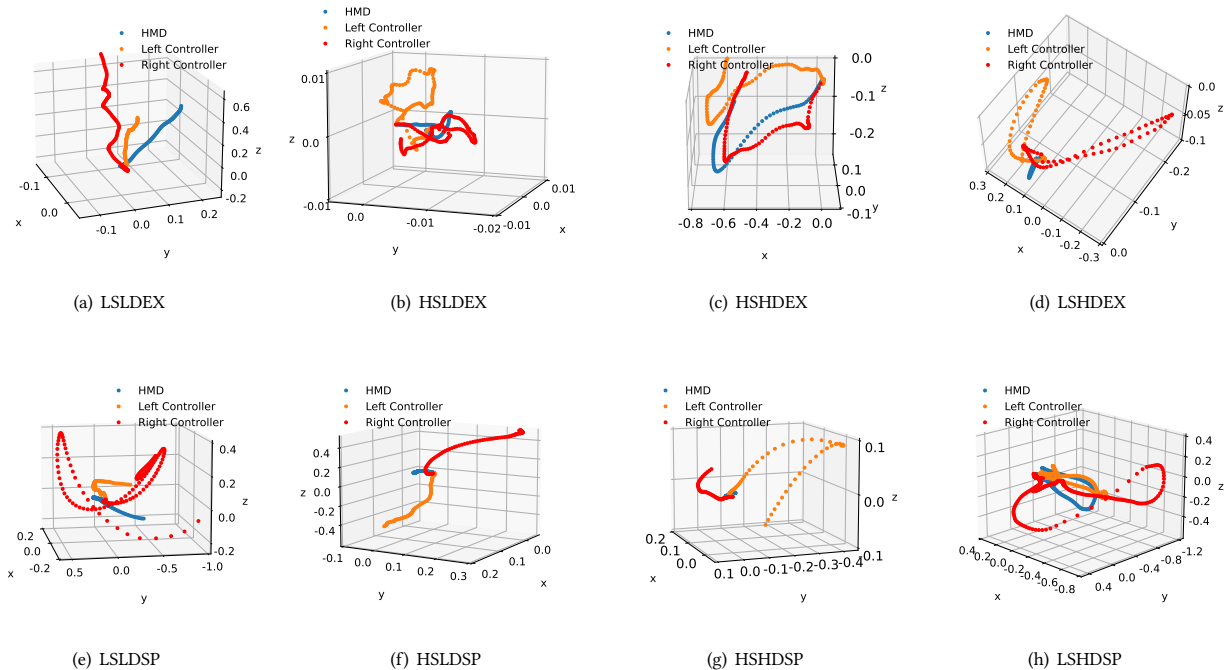 HMD
Left Controller
Right Controller
0.6
0.4
0.2
0.0
-0.2
z
-0.1
0.0
x
-0.1
0.0
0.1
0.2
y
(a) LSLDEX
HMD
Left Controller
Right Controller
0.01
z
0.0
-0.01
0.0
-0.01
-0.02
y
-0.01
0.0
0.01
x
(b) HSLDEX
HMD
Left Controller
Right Controller
0.0
z
-0.1
-0.2
0.1
0.0
-0.1
y
-0.8
-0.6
-0.4
-0.2
0.0
x
(c) HSHDEX
HMD
Left Controller
Right Controller
0.0
z
-0.05
-0.1
-0.2
-0.1
0.0
y
0.3
0.2
0.1
0.0
-0.1
-0.2
-0.3
x
(d) LSHDEX
HMD
Left Controller
Right Controller
0.4
0.2
z
0.0
-0.2
0.2
0.0
-0.2
x
0.5
0.0
-0.5
-1.0
y
(e) LSLDSP
HMD
Left Controller
Right Controller
0.4
0.2
z
0.0
-0.2
-0.4
-0.1
0.0
0.1
0.2
0.3
y
0.2
0.1
0.0
x
(f) HSLDSP
HMD
Left Controller
Right Controller
0.1
z
0.0
-0.1
0.2
0.1
0.0
x
0.1
0.0
-0.1
-0.2
-0.3
-0.4
y
(g) HSHDSP
HMD
Left Controller
Right Controller
0.4
0.2
z
0.0
-0.2
-0.4
0.4
0.2
0.0
-0.2
-0.4
-0.6
-0.8
x
0.4
0.0
-0.4
-0.8
-1.2
y
(h) LSHDSP